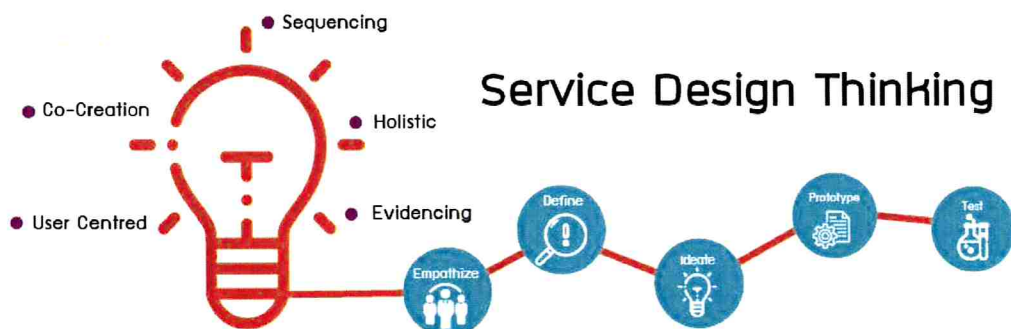 Sequencing
Co-Creation
Holistic
User Centred
Evidencing
Service Design Thinking
Empathize
Define
Ideate
Prototype
Test